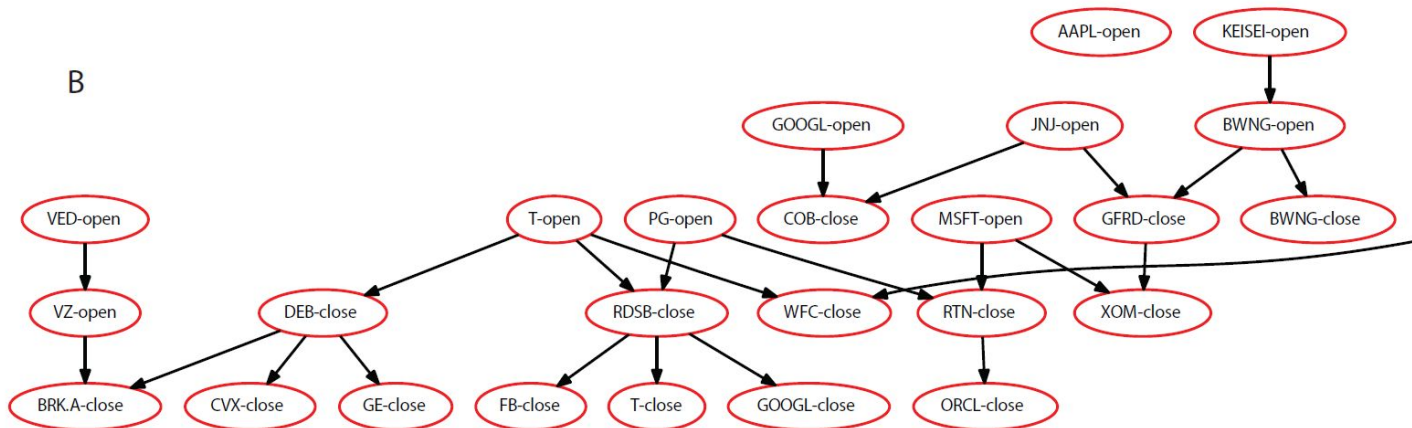 AAPL-open
KEISEI-open
B
GOOGL-open
JNJ-open
BWNG-open
VED-open
T-open
PG-open
COB-close
MSFT-open
GFRD-close
BWNG-close
VZ-open
DEB-close
RDSB-close
WFC-close
RTN-close
XOM-close
BRK.A-close
CVX-close
GE-close
FB-close
T-close
GOOGL-close
ORCL-close